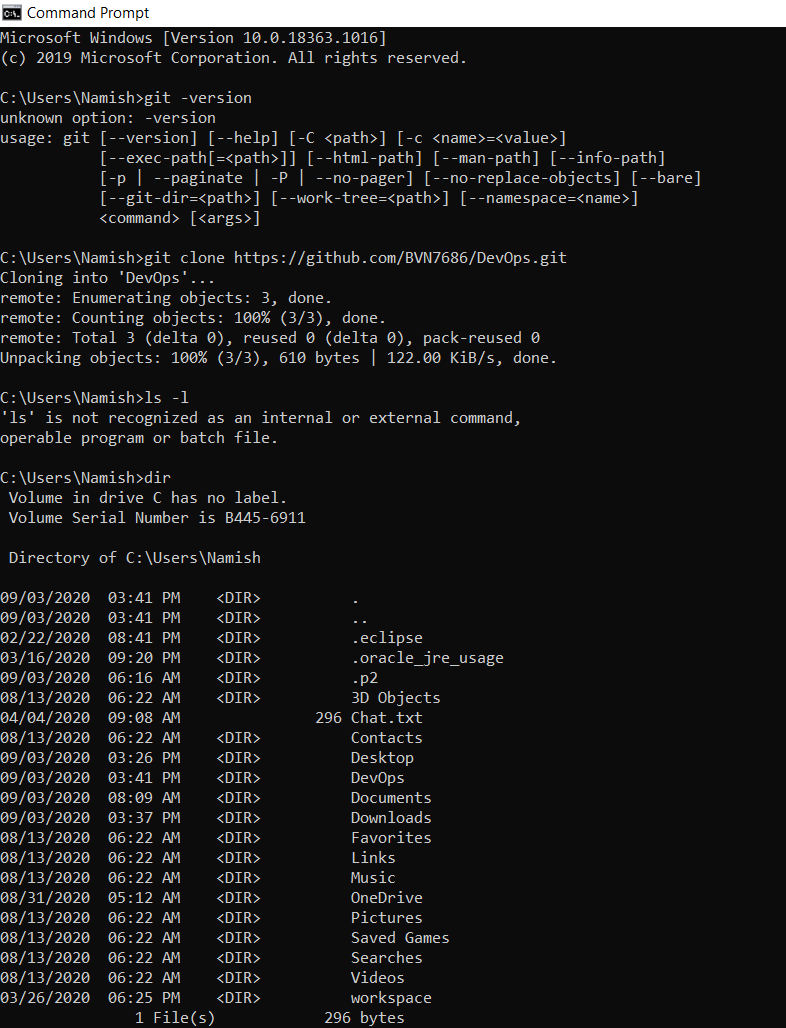 Command Prompt
Microsoft Windows [Version 10.0.18363.1016]
(c) 2019 Microsoft Corporation. All rights reserved.

C:\Users\Namish>git -version
unknown option: -version
usage: git [--version] [--help] [-C <path>] [-c <name>=<value>]
           [--exec-path[=<path>]] [--html-path] [--man-path] [--info-path]
           [-p | --paginate | -P | --no-pager] [--no-replace-objects] [--bare]
           [--git-dir=<path>] [--work-tree=<path>] [--namespace=<name>]
           <command> [<args>]

C:\Users\Namish>git clone https://github.com/BVN7686/DevOps.git
Cloning into 'DevOps'...
remote: Enumerating objects: 3, done.
remote: Counting objects: 100% (3/3), done.
remote: Total 3 (delta 0), reused 0 (delta 0), pack-reused 0
Unpacking objects: 100% (3/3), 610 bytes | 122.00 KiB/s, done.

C:\Users\Namish>ls -l
'ls' is not recognized as an internal or external command,
operable program or batch file.

C:\Users\Namish>dir
 Volume in drive C has no label.
 Volume Serial Number is B445-6911

 Directory of C:\Users\Namish

09/03/2020  03:41 PM    <DIR>          .
09/03/2020  03:41 PM    <DIR>          ..
02/22/2020  08:41 PM    <DIR>          .eclipse
03/16/2020  09:20 PM    <DIR>          .oracle_jre_usage
09/03/2020  06:16 AM    <DIR>          .p2
08/13/2020  06:22 AM    <DIR>          3D Objects
04/04/2020  09:08 AM               296 Chat.txt
08/13/2020  06:22 AM    <DIR>          Contacts
09/03/2020  03:26 PM    <DIR>          Desktop
09/03/2020  03:41 PM    <DIR>          DevOps
09/03/2020  08:09 AM    <DIR>          Documents
09/03/2020  03:37 PM    <DIR>          Downloads
08/13/2020  06:22 AM    <DIR>          Favorites
08/13/2020  06:22 AM    <DIR>          Links
08/13/2020  06:22 AM    <DIR>          Music
08/31/2020  05:12 AM    <DIR>          OneDrive
08/13/2020  06:22 AM    <DIR>          Pictures
08/13/2020  06:22 AM    <DIR>          Saved Games
08/13/2020  06:22 AM    <DIR>          Searches
08/13/2020  06:22 AM    <DIR>          Videos
03/26/2020  06:25 PM    <DIR>          workspace
               1 File(s)            296 bytes